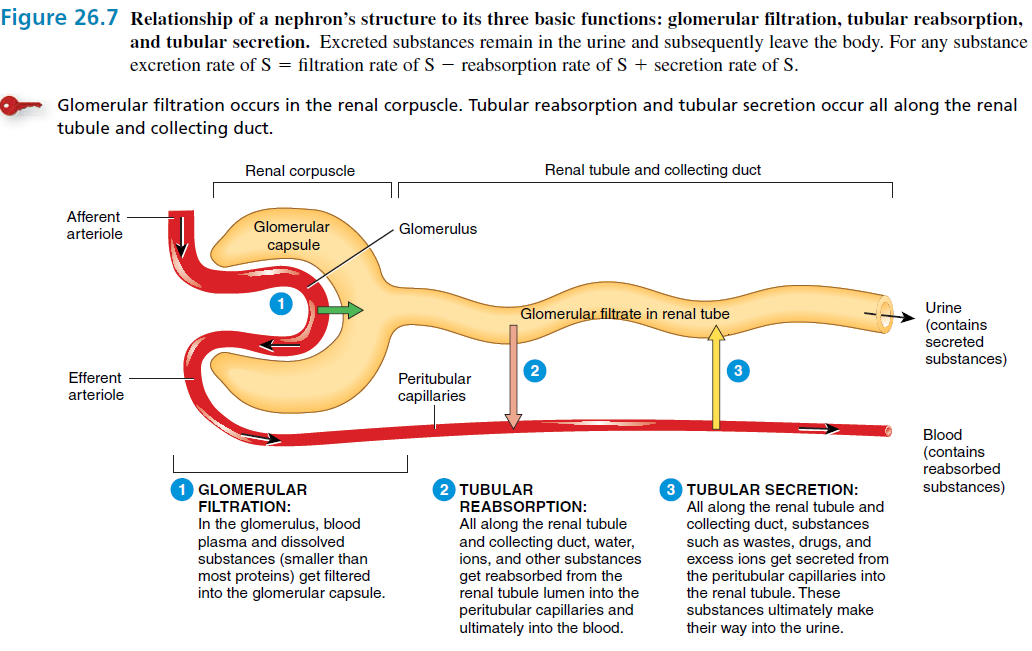 Figure 26.7 Relationship of a nephron's structure to its three basic functions: glomerular filtration, tubular reabsorption,
and tubular secretion. Excreted substances remain in the urine and subsequently leave the body. For any substance
excretion rate of S = filtration rate of S − reabsorption rate of S + secretion rate of S.
Glomerular filtration occurs in the renal corpuscle. Tubular reabsorption and tubular secretion occur all along the renal
tubule and collecting duct.
Renal corpuscle
Renal tubule and collecting duct
Afferent
arteriole
Glomerular
capsule
Glomerulus
1
Glomerular filtrate in renal tube
Urine
(contains
secreted
substances)
Efferent
arteriole
Peritubular
capillaries
2
3
Blood
(contains
reabsorbed
substances)
1 GLOMERULAR
FILTRATION:
In the glomerulus, blood
plasma and dissolved
substances (smaller than
most proteins) get filtered
into the glomerular capsule.
2 TUBULAR
REABSORPTION:
All along the renal tubule
and collecting duct, water,
ions, and other substances
get reabsorbed from the
renal tubule lumen into the
peritubular capillaries and
ultimately into the blood.
3 TUBULAR SECRETION:
All along the renal tubule and
collecting duct, substances
such as wastes, drugs, and
excess ions get secreted from
the peritubular capillaries into
the renal tubule. These
substances ultimately make
their way into the urine.